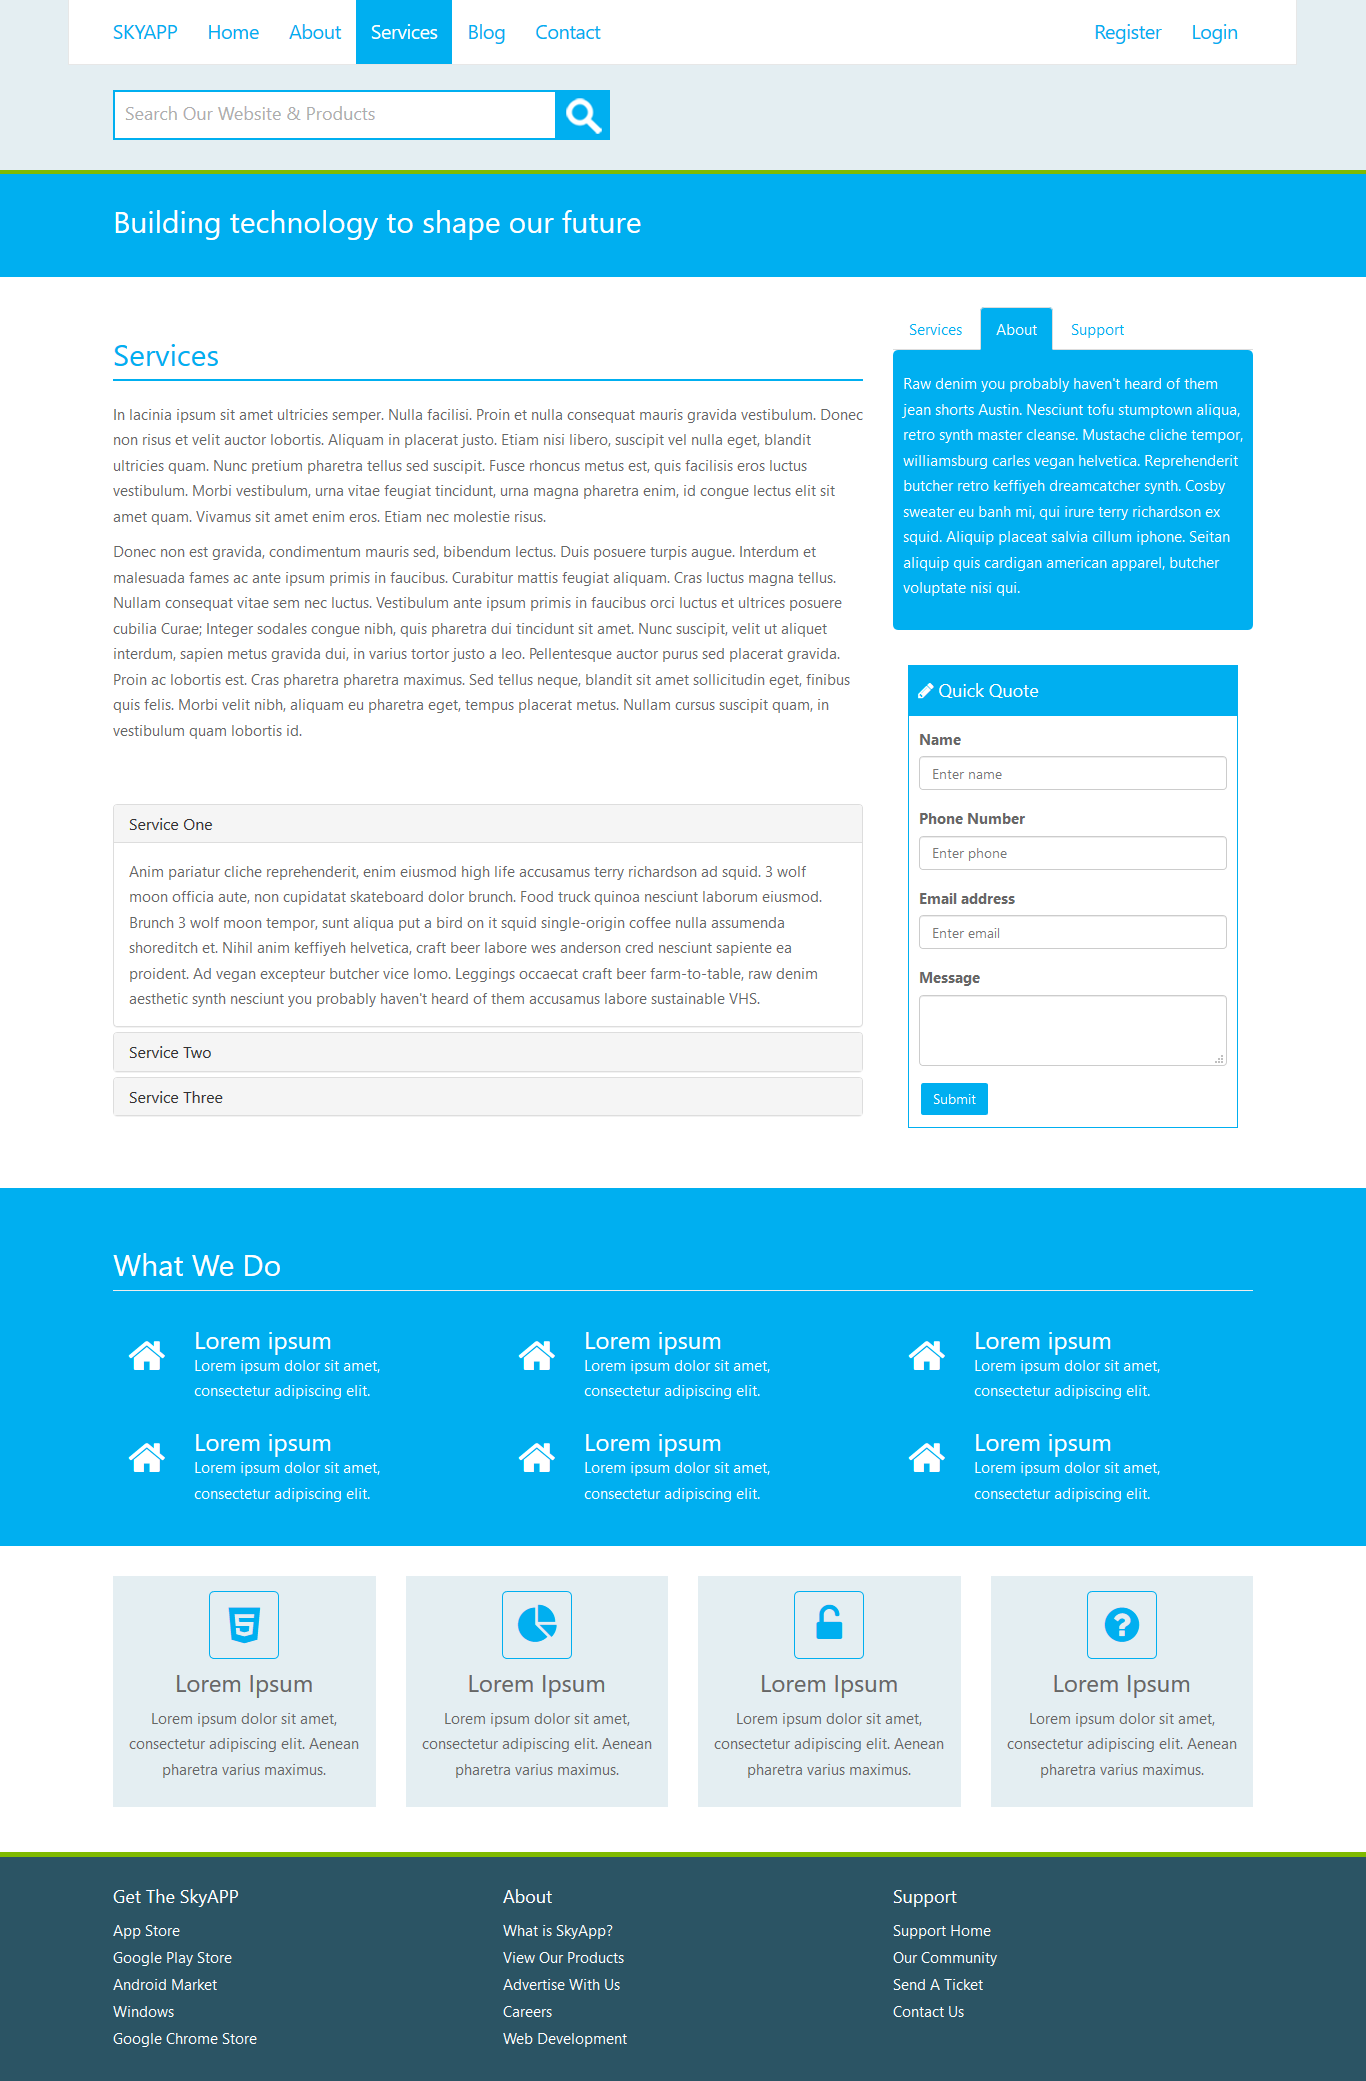 SKYAPP Home About Services Blog Contact Register Login
Search Our Website & Products
Building technology to shape our future
Services
In lacinia ipsum sit amet ultricies semper. Nulla facilisi. Proin et nulla consequat mauris gravida vestibulum. Donec
non risus et velit auctor lobortis. Aliquam in placerat justo. Etiam nisi libero, suscipit vel nulla eget, blandit
ultricies quam. Nunc pretium pharetra tellus sed suscipit. Fusce rhoncus metus est, quis facilisis eros luctus
vestibulum. Morbi vestibulum, urna vitae feugiat tincidunt, urna magna pharetra enim, id congue lectus elit sit
amet quam. Vivamus sit amet enim eros. Etiam nec molestie risus.
Donec non est gravida, condimentum mauris sed, bibendum lectus. Duis posuere turpis augue. Interdum et
malesuada fames ac ante ipsum primis in faucibus. Curabitur mattis feugiat aliquam. Cras luctus magna tellus.
Nullam consequat vitae sem nec luctus. Vestibulum ante ipsum primis in faucibus orci luctus et ultrices posuere
cubilia Curae; Integer sodales congue nibh, quis pharetra dui tincidunt sit amet. Nunc suscipit, velit ut aliquet
interdum, sapien metus gravida dui, in varius tortor justo a leo. Pellentesque auctor purus sed placerat gravida.
Proin ac lobortis est. Cras pharetra pharetra maximus. Sed tellus neque, blandit sit amet sollicitudin eget, finibus
quis felis. Morbi velit nibh, aliquam eu pharetra eget, tempus placerat metus. Nullam cursus suscipit quam, in
vestibulum quam lobortis id.
Service One
Anim pariatur cliche reprehenderit, enim eiusmod high life accusamus terry richardson ad squid. 3 wolf
moon officia aute, non cupidatat skateboard dolor brunch. Food truck quinoa nesciunt laborum eiusmod.
Brunch 3 wolf moon tempor, sunt aliqua put a bird on it squid single-origin coffee nulla assumenda
shoreditch et. Nihil anim keffiyeh helvetica, craft beer labore wes anderson cred nesciunt sapiente ea
proident. Ad vegan excepteur butcher vice lomo. Leggings occaecat craft beer farm-to-table, raw denim
aesthetic synth nesciunt you probably haven't heard of them accusamus labore sustainable VHS.
Service Two
Service Three
Services About Support
Raw denim you probably haven't heard of them
jean shorts Austin. Nesciunt tofu stumptown aliqua,
retro synth master cleanse. Mustache cliche tempor,
williamsburg carles vegan helvetica. Reprehenderit
butcher retro keffiyeh dreamcatcher synth. Cosby
sweater eu banh mi, qui irure terry richardson ex
squid. Aliquip placeat salvia cillum iphone. Seitan
aliquip quis cardigan american apparel, butcher
voluptate nisi qui.
Quick Quote
Name
Enter name
Phone Number
Enter phone
Email address
Enter email
Message
Submit
What We Do
Lorem ipsum
Lorem ipsum dolor sit amet,
consectetur adipiscing elit.
Lorem ipsum
Lorem ipsum dolor sit amet,
consectetur adipiscing elit.
Lorem ipsum
Lorem ipsum dolor sit amet,
consectetur adipiscing elit.
Lorem ipsum
Lorem ipsum dolor sit amet,
consectetur adipiscing elit.
Lorem ipsum
Lorem ipsum dolor sit amet,
consectetur adipiscing elit.
Lorem ipsum
Lorem ipsum dolor sit amet,
consectetur adipiscing elit.
Lorem Ipsum
Lorem ipsum dolor sit amet,
consectetur adipiscing elit. Aenean
pharetra varius maximus.
Lorem Ipsum
Lorem ipsum dolor sit amet,
consectetur adipiscing elit. Aenean
pharetra varius maximus.
Lorem Ipsum
Lorem ipsum dolor sit amet,
consectetur adipiscing elit. Aenean
pharetra varius maximus.
Lorem Ipsum
Lorem ipsum dolor sit amet,
consectetur adipiscing elit. Aenean
pharetra varius maximus.
Get The SkyAPP
App Store
Google Play Store
Android Market
Windows
Google Chrome Store
About
What is SkyApp?
View Our Products
Advertise With Us
Careers
Web Development
Support
Support Home
Our Community
Send A Ticket
Contact Us